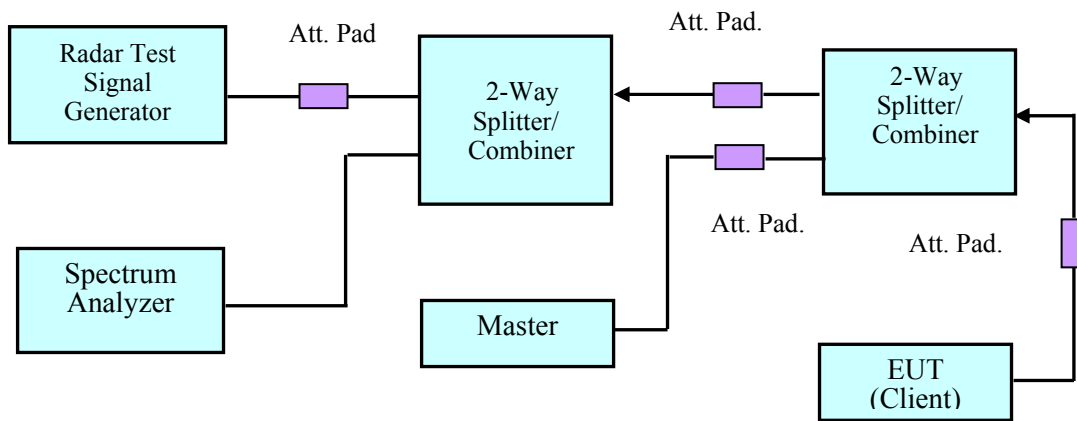 Radar Test
Signal
Generator
Att. Pad
2-Way
Splitter/
Combiner
Att. Pad.
2-Way
Splitter/
Combiner
Att. Pad.
Att. Pad.
Spectrum
Analyzer
Master
EUT
(Client)